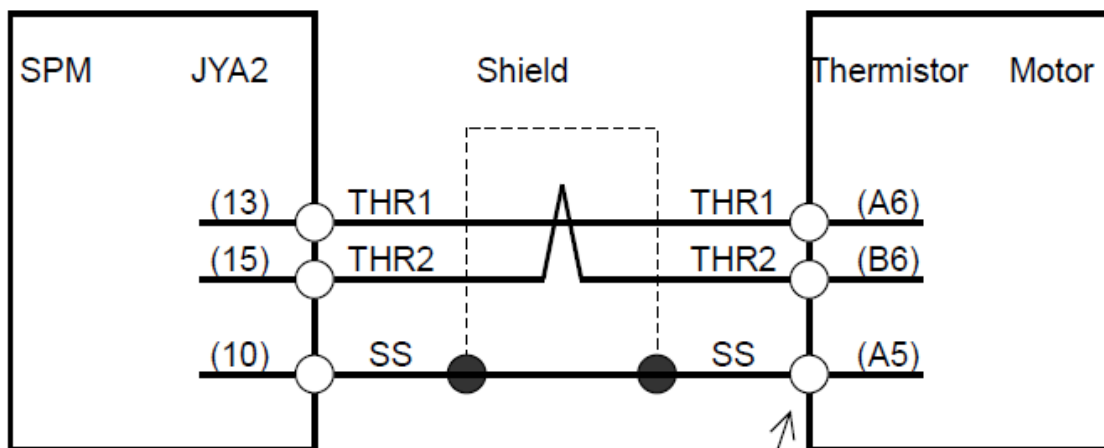 SPM JYA2 Shield Thermistor Motor
(13) THR1 THR1 (A6)
(15) THR2 THR2 (B6)
(10) SS SS (A5)